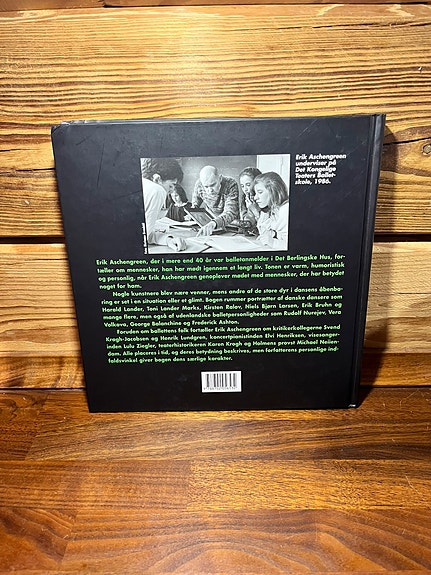 Erik Aschengreen
underviser på
Det Kongelige
Teaters Ballet-
skole, 1986.
Erik Aschengreen, der i mere end 40 år var balletanmelder i Det Berlingske Hus, for-
tæller om mennesker, han har mødt igennem et langt liv. Tonen er varm, humoristisk
og personlig, når Erik Aschengreen genoplever mødet med mennesker, der har betydet
noget for ham.
Nogle kunstnere blev nære venner, mens andre af de store dyr i dansens åbenba-
ring er set i en situation eller et glimt. Bogen rummer portrætter af danske dansere som
Harald Lander, Toni Lander Marks, Kirsten Ralov, Niels Bjørn Larsen, Erik Bruhn og
mange flere, men også af udenlandske balletpersonligheder som Rudolf Nurejev, Vera
Volkova, George Balanchine og Frederick Ashton.
Foruden om ballettens folk fortæller Erik Aschengreen om kritikerkollegerne Svend
Kragh-Jacobsen og Henrik Lundgren, koncertpianistinden Elvi Henriksen, visesanger-
inden Lulu Ziegler, teaterhistorikeren Karen Krogh og Holmens provst Michael Neiien-
dam. Alle placeres i tid, og deres betydning beskrives, men forfatterens personlige ind-
faldsvinkel giver bogen dens særlige karakter.